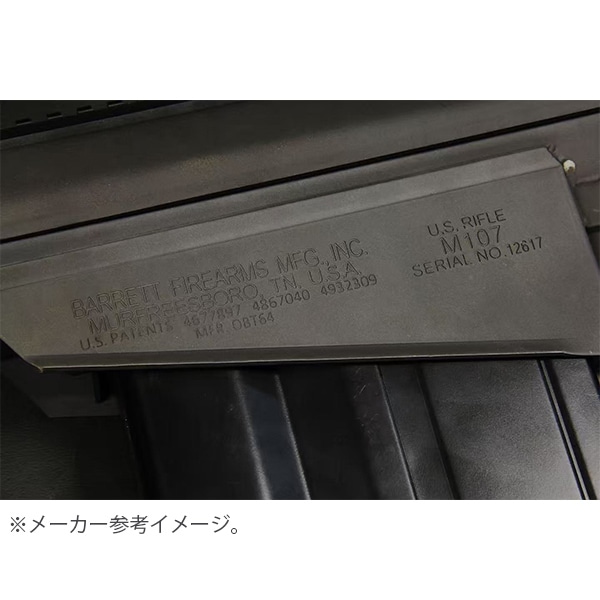 BARRETT FIREARMS MFG., INC.
MURFREESBORO, TN, U.S.A.
U.S. PATENTS 4677897 4867040 4932309
MFR. OBT64
U.S. RIFLE
M107
SERIAL NO. 12617
※メーカー参考イメージ。